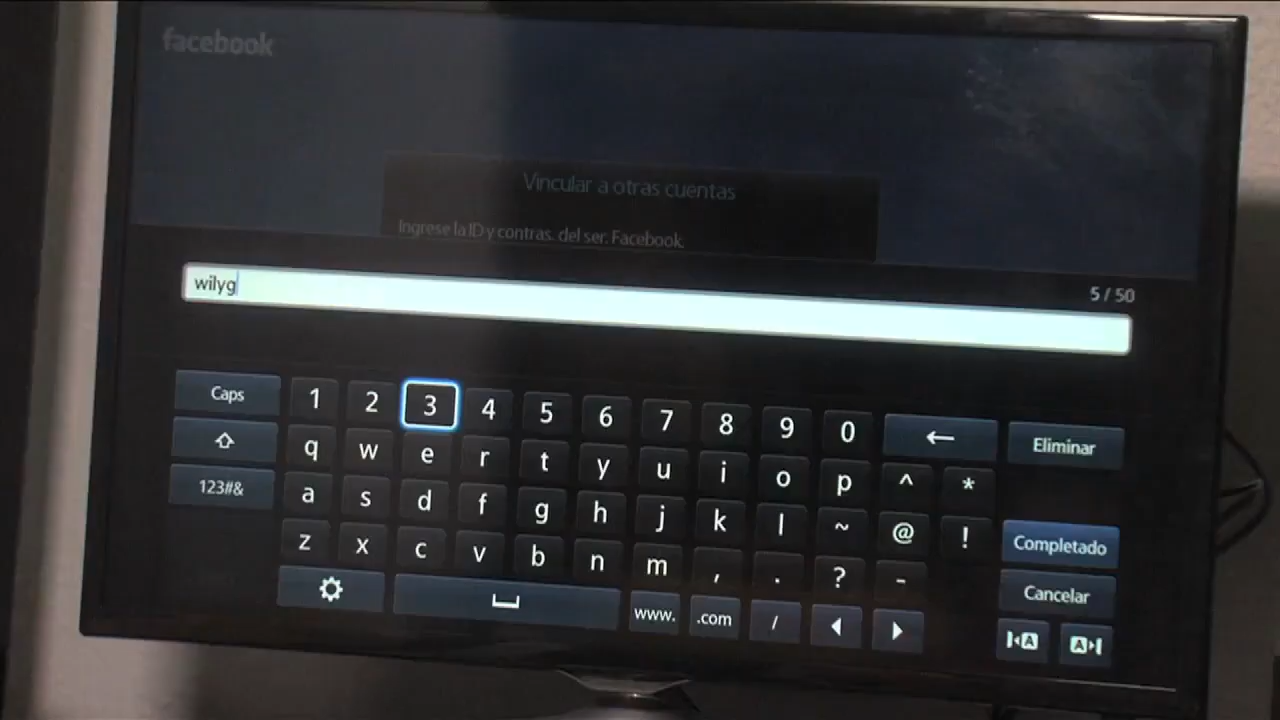 facebook
Vincular a otras cuentas
Ingrese la ID y contras. del ser. Facebook.
wilyg
5 / 50
Caps 1 2 3 4 5 6 7 8 9 0 ← Eliminar
q w e r t y u i o p ^ *
123#& a s d f g h j k l ~ @ !
z x c v b n m , . ? - Completado
www. .com / Cancelar
A A